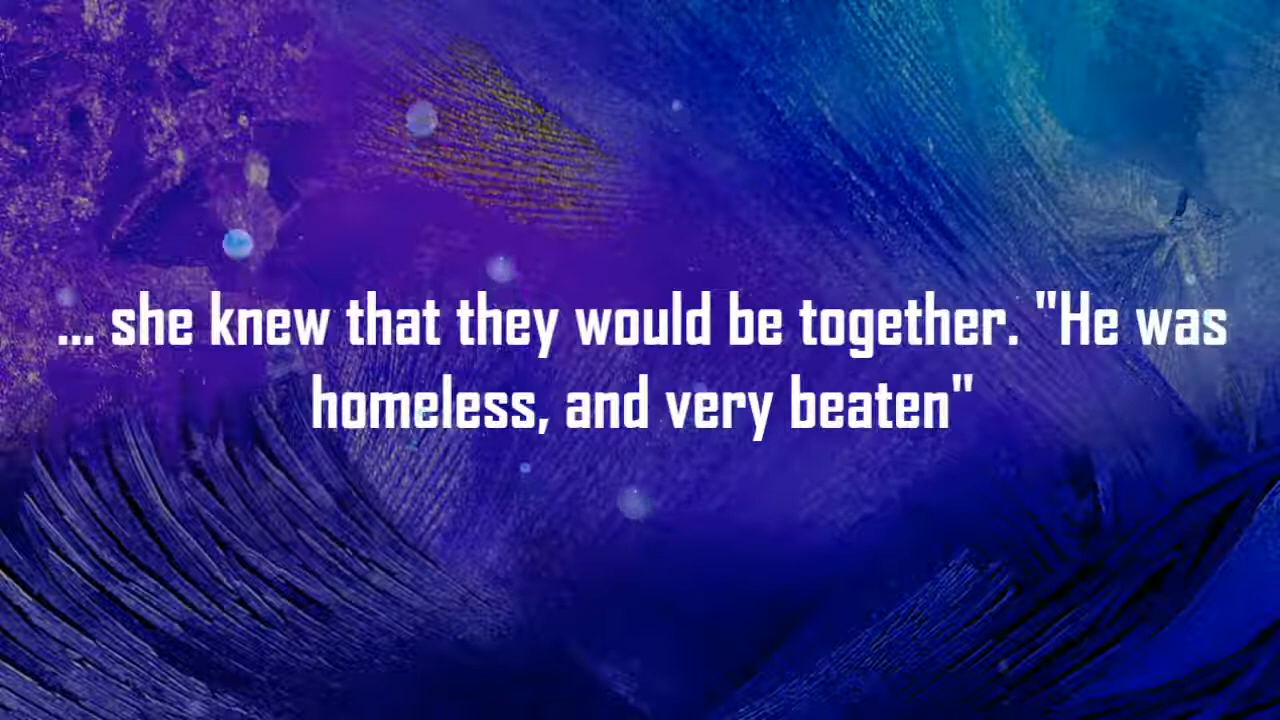 ... she knew that they would be together. "He was
homeless, and very beaten"